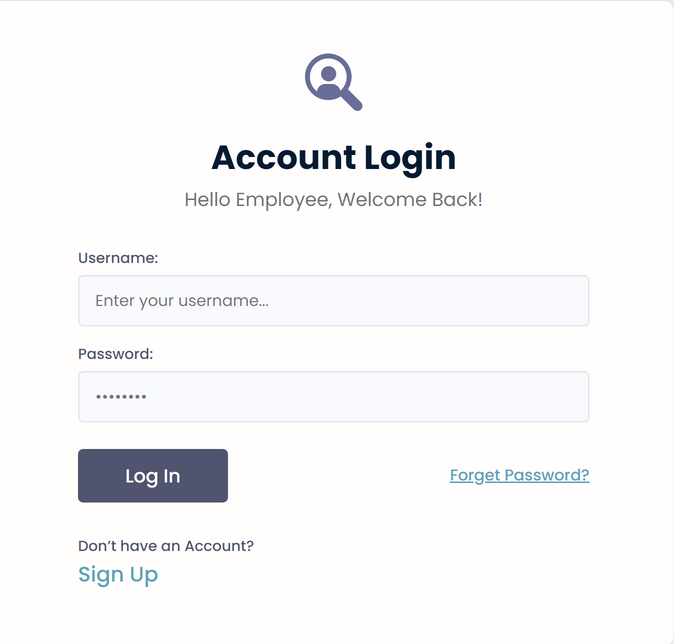 Account Login
Hello Employee, Welcome Back!
Username:
Enter your username...
Password:
••••••••
Log In
Forget Password?
Don’t have an Account?
Sign Up